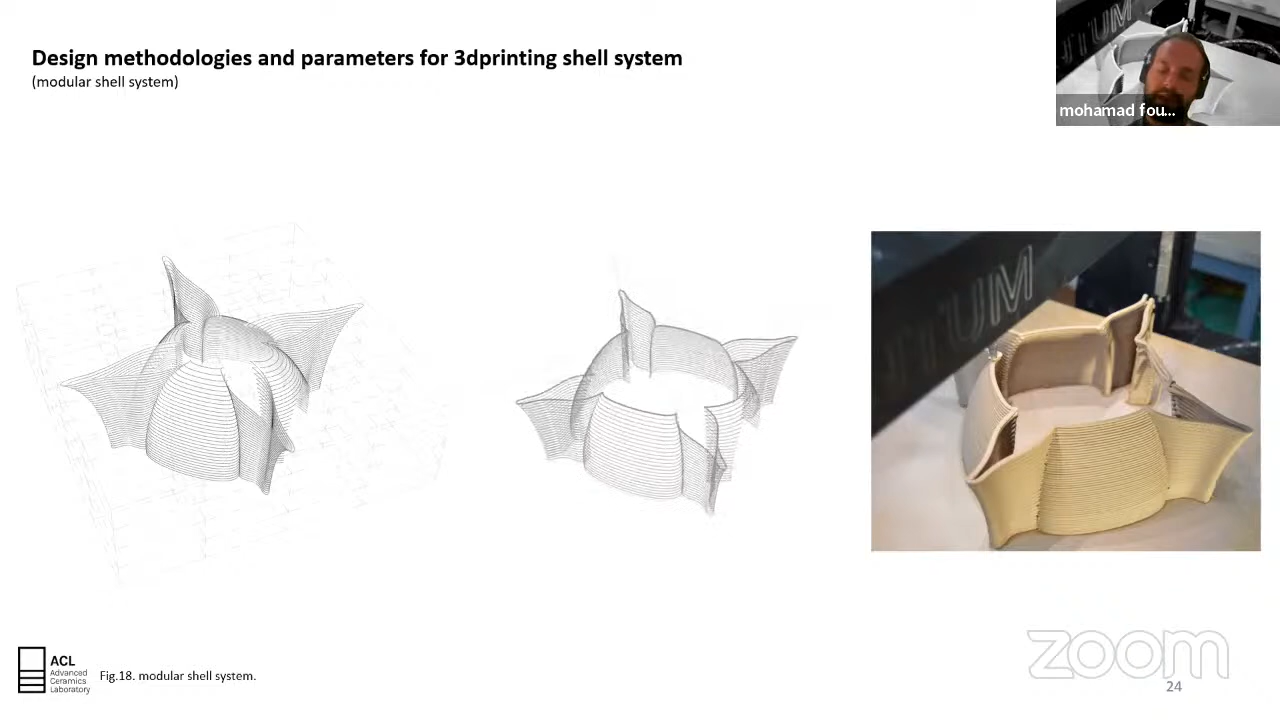 Design methodologies and parameters for 3dprinting shell system
(modular shell system)
mohamad fou...
ACL
Advanced
Ceramics
Laboratory
Fig.18. modular shell system.
zoom
24